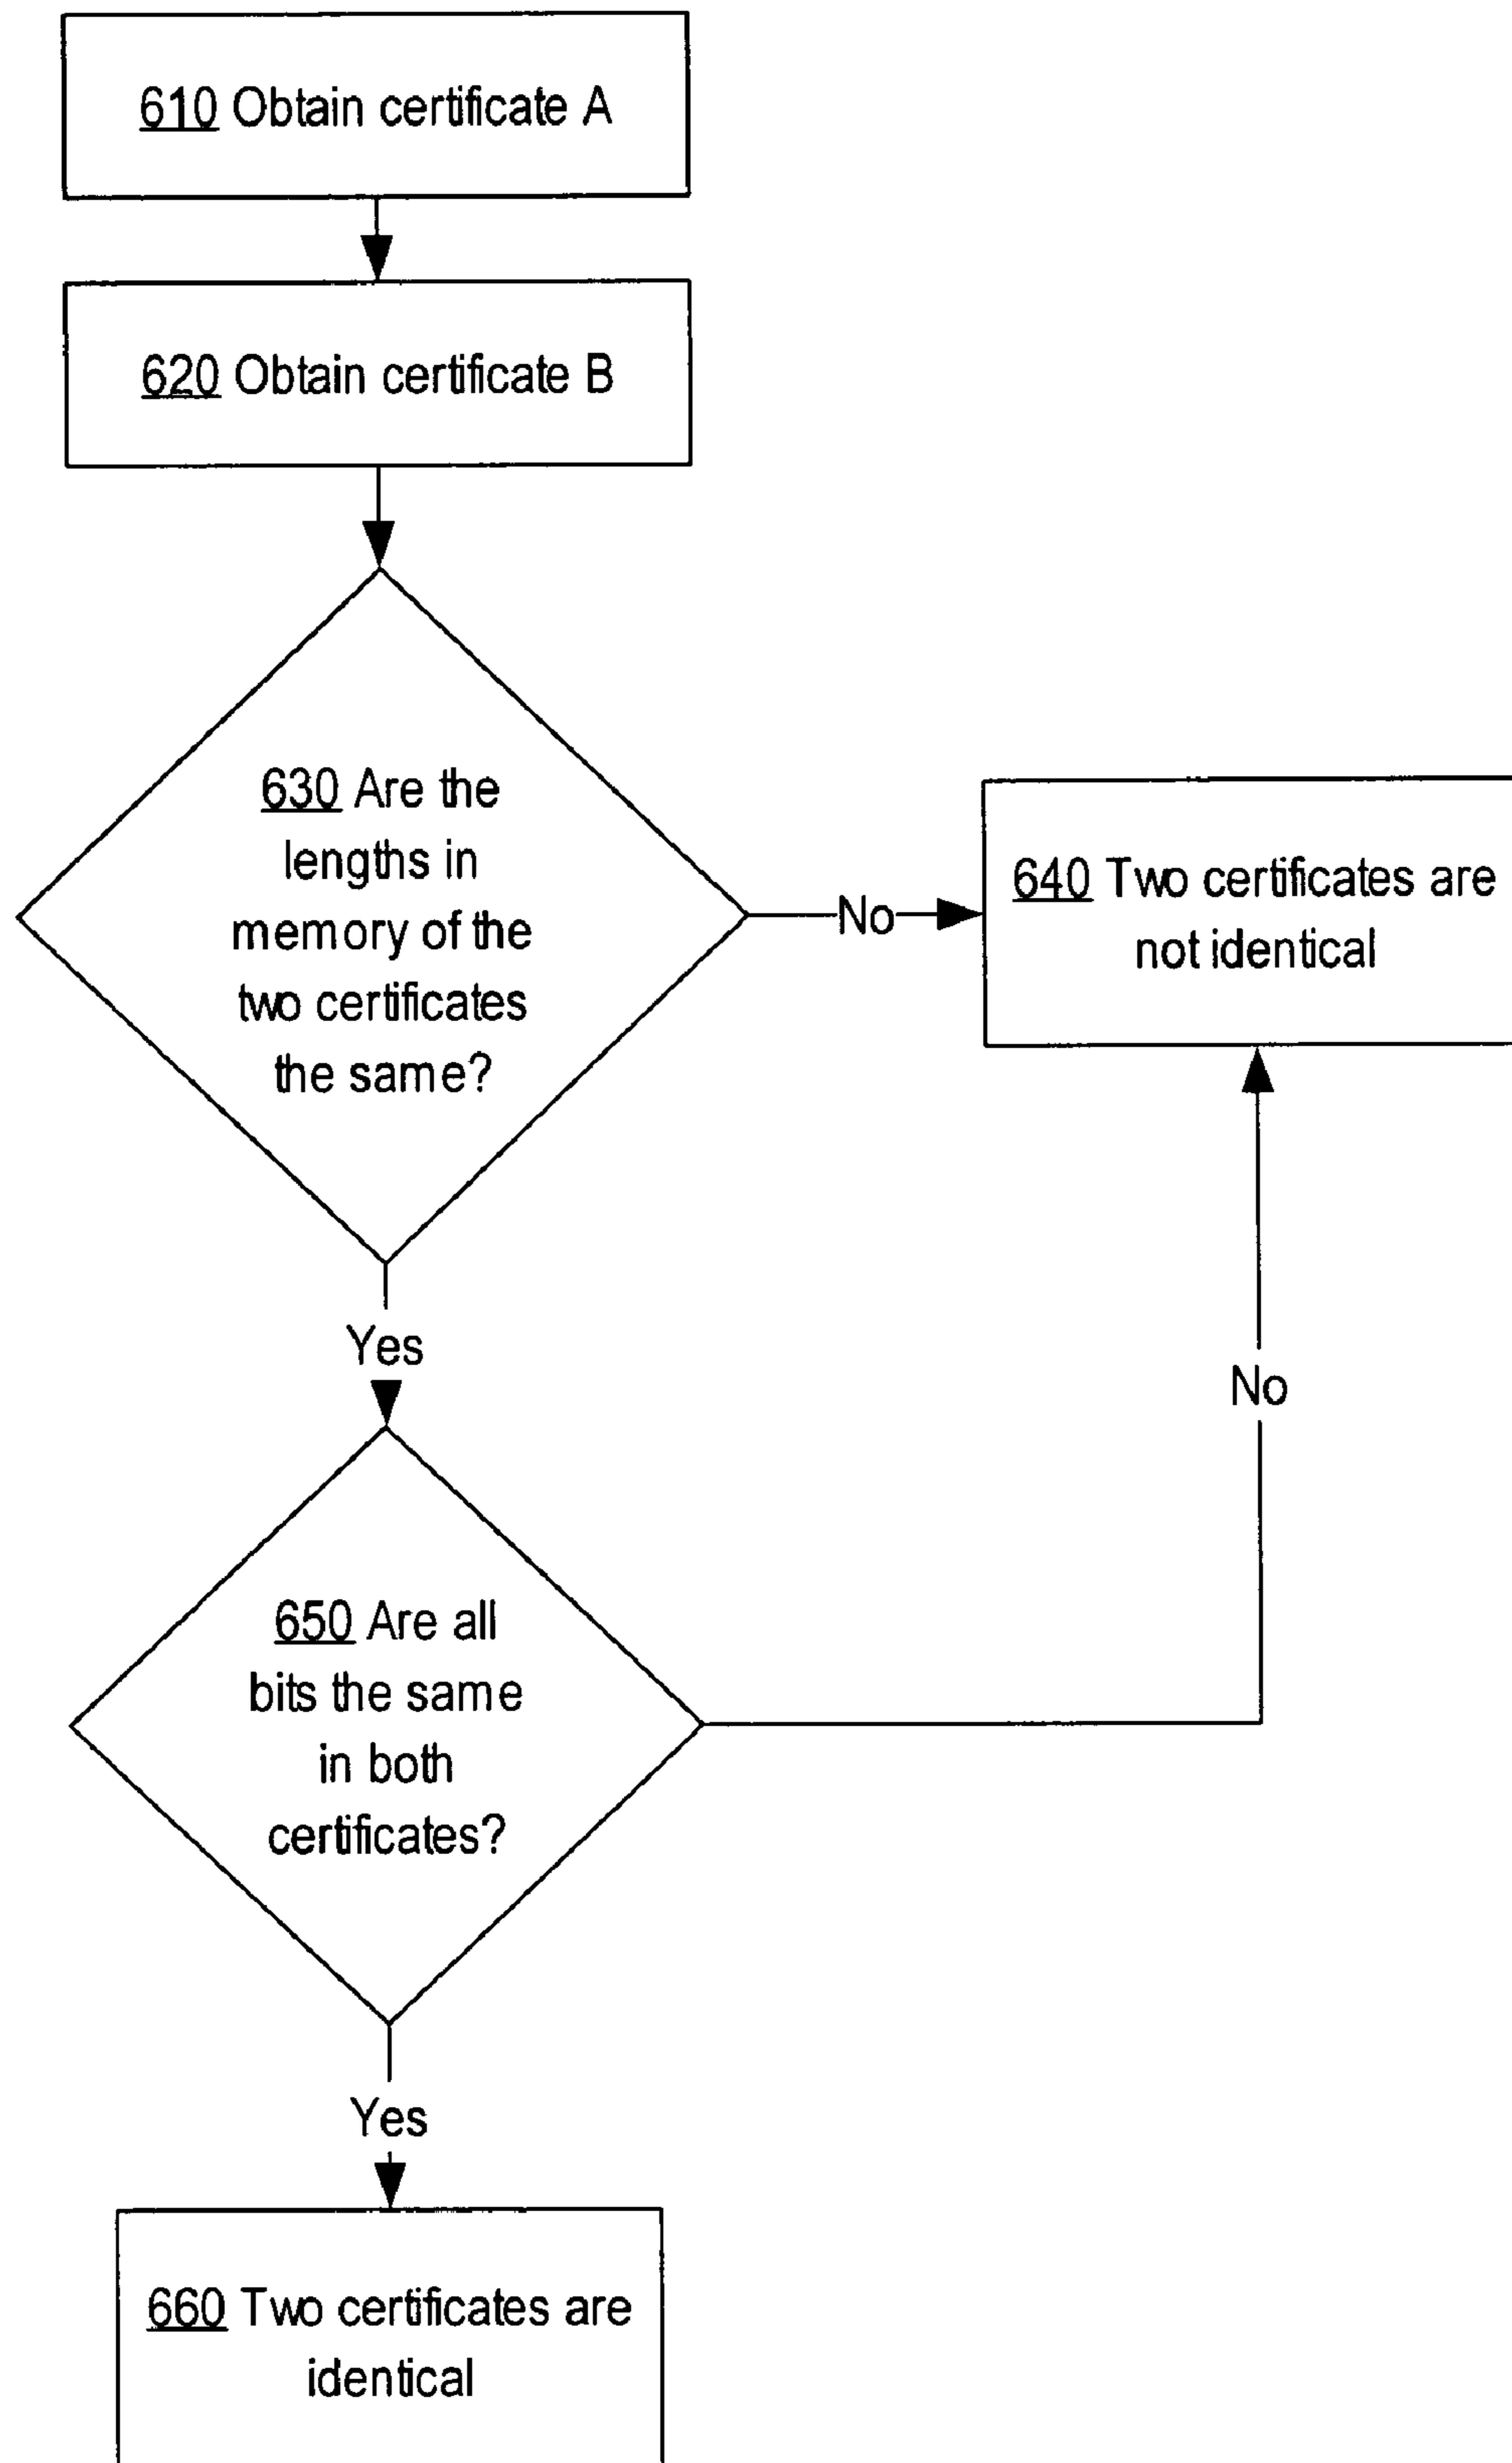 610 Obtain certificate A
620 Obtain certificate B
630 Are the
lengths in
memory of the
two certificates
the same?
No
640 Two certificates are
not identical
Yes
No
650 Are all
bits the same
in both
certificates?
Yes
660 Two certificates are
identical